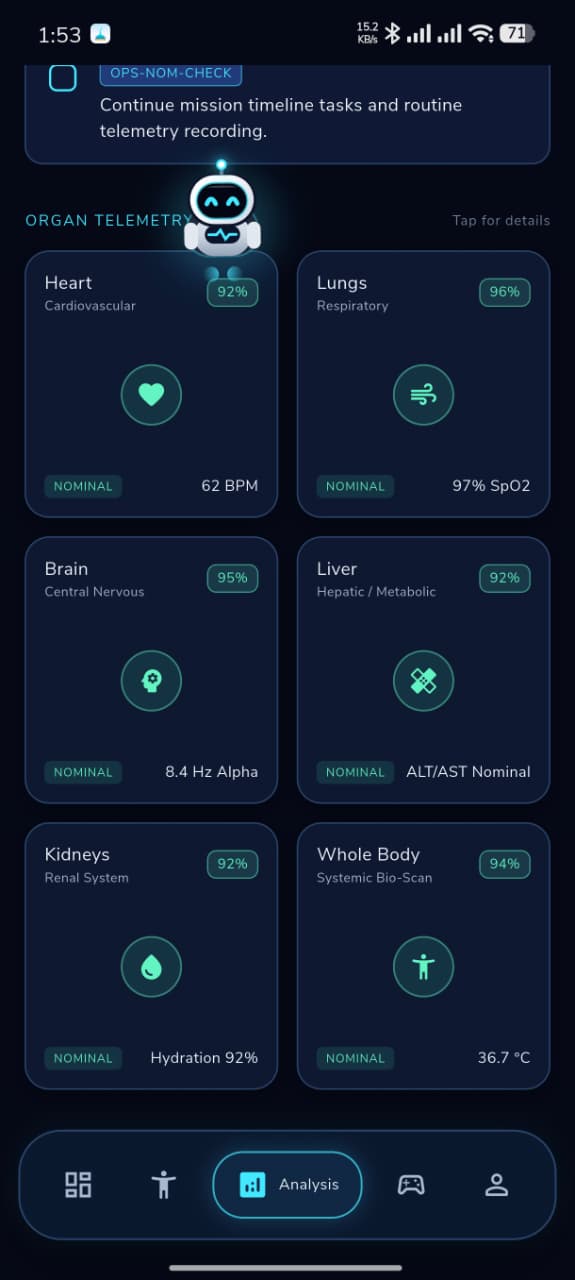 1:53
15.2
KB/s
71
OPS-NOM-CHECK
Continue mission timeline tasks and routine
telemetry recording.
ORGAN TELEMETRY
Tap for details
Heart
Cardiovascular
92%
NOMINAL
62 BPM
Lungs
Respiratory
96%
NOMINAL
97% SpO2
Brain
Central Nervous
95%
NOMINAL
8.4 Hz Alpha
Liver
Hepatic / Metabolic
92%
NOMINAL
ALT/AST Nominal
Kidneys
Renal System
92%
NOMINAL
Hydration 92%
Whole Body
Systemic Bio-Scan
94%
NOMINAL
36.7 °C
Analysis